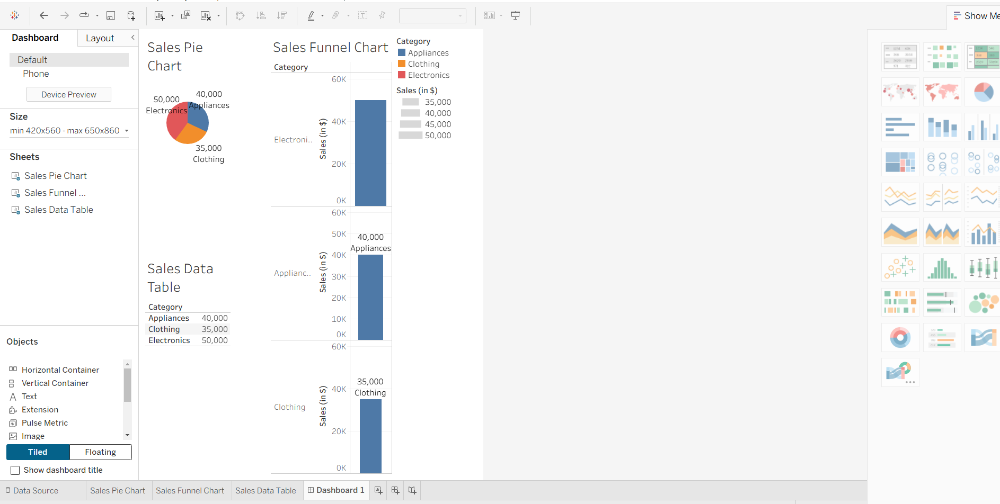 Show Me
Dashboard
Layout
Default
Phone
Device Preview
Size
min 420x560 - max 650x860
Sheets
Sales Pie Chart
Sales Funnel ...
Sales Data Table
Objects
Horizontal Container
Vertical Container
Text
Extension
Pulse Metric
Image
Tiled
Floating
Show dashboard title
Sales Pie
Chart
50,000
Electronics
40,000
Appliances
35,000
Clothing
Sales Data
Table
Category
Appliances 40,000
Clothing 35,000
Electronics 50,000
Sales Funnel Chart
Category
Electroni..
Sales (in $)
60K
40K
20K
0K
Applianc..
Sales (in $)
60K
50K
40K
30K
20K
10K
0K
40,000
Appliances
Clothing
Sales (in $)
60K
40K
20K
0K
35,000
Clothing
Category
Appliances
Clothing
Electronics
Sales (in $)
35,000
40,000
45,000
50,000
Data Source
Sales Pie Chart
Sales Funnel Chart
Sales Data Table
Dashboard 1